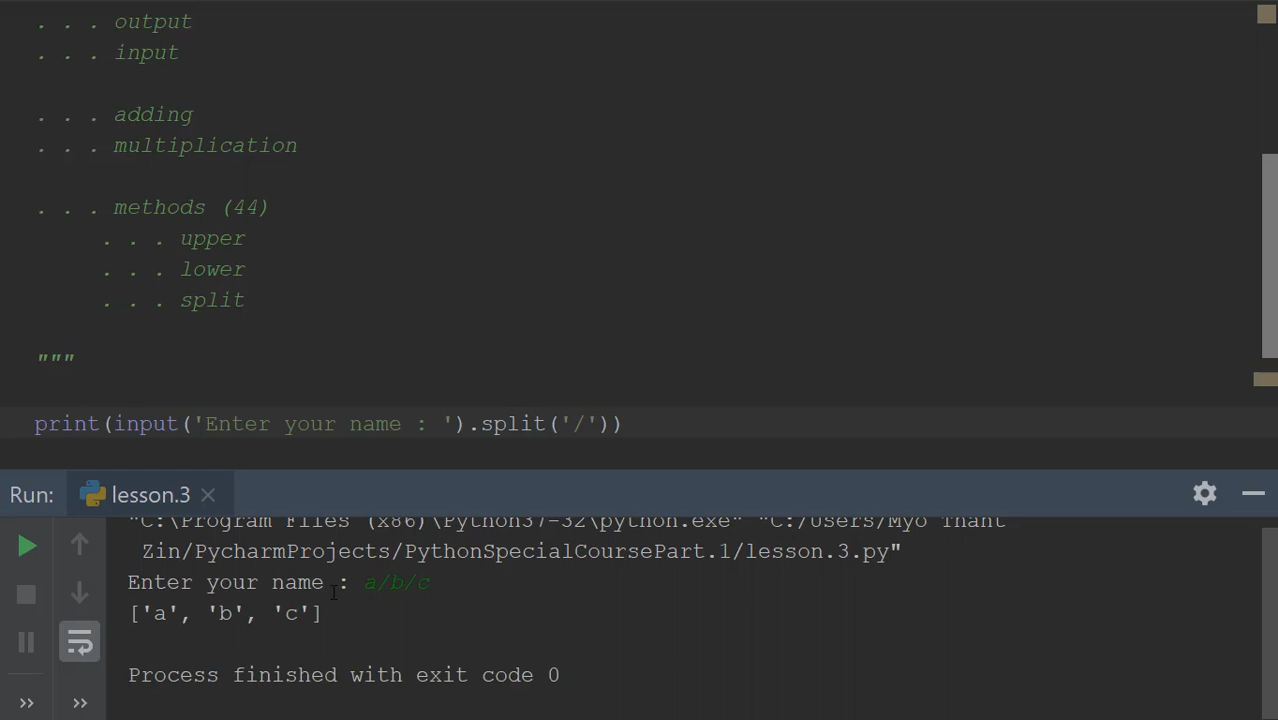 . . . output
. . . input
. . . adding
. . . multiplication
. . . methods (44)
. . . upper
. . . lower
. . . split
"""
print(input('Enter your name : ').split('/'))
Run: lesson.3
"C:\Program Files (x86)\Python37-32\python.exe" "C:/Users/Myo Thant
Zin/PycharmProjects/PythonSpecialCoursePart.1/lesson.3.py"
Enter your name : a/b/c
['a', 'b', 'c']
Process finished with exit code 0